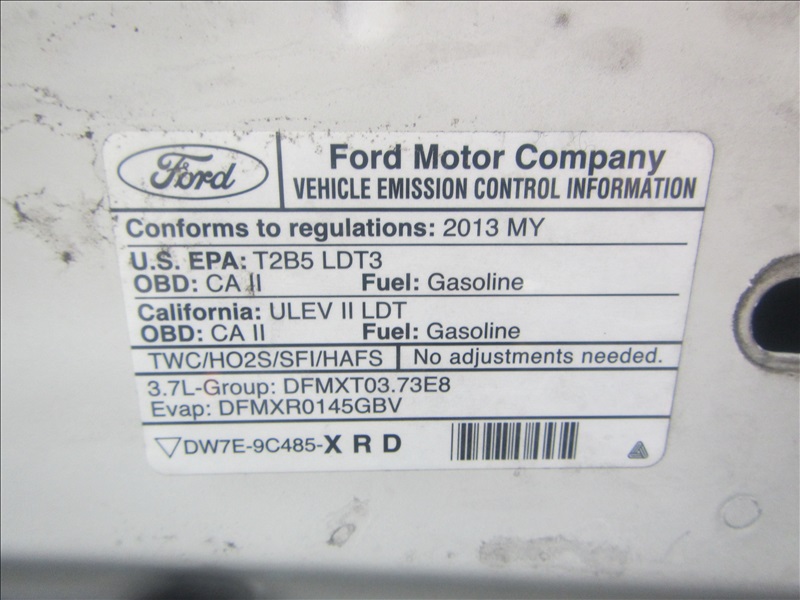 Ford
Ford Motor Company
VEHICLE EMISSION CONTROL INFORMATION
Conforms to regulations: 2013 MY
U.S. EPA: T2B5 LDT3
OBD: CA II Fuel: Gasoline
California: ULEV II LDT
OBD: CA II Fuel: Gasoline
TWC/HO2S/SFI/HAFS No adjustments needed.
3.7L-Group: DFMXT03.73E8
Evap: DFMXR0145GBV
DW7E-9C485-X R D